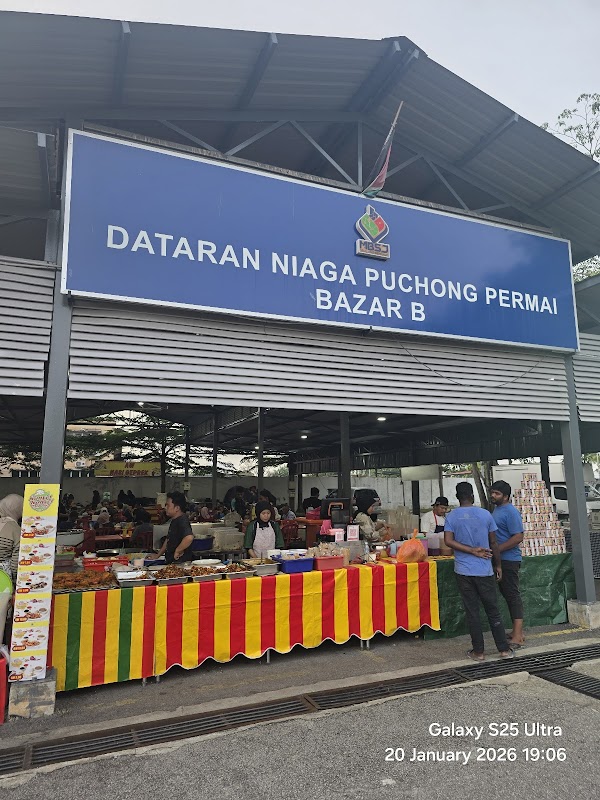 MBSJ
DATARAN NIAGA PUCHONG PERMAI
BAZAR B
Galaxy S25 Ultra
20 January 2026 19:06